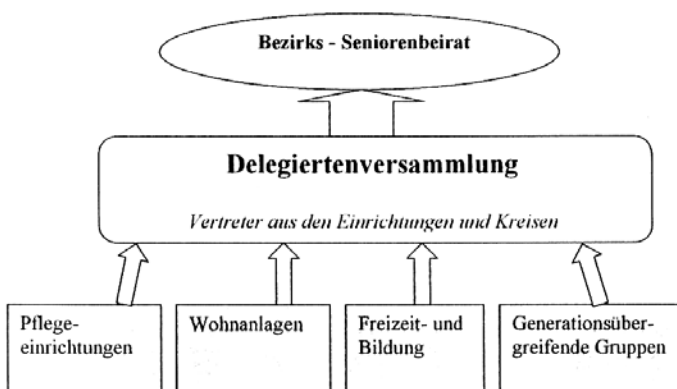 Bezirks - Seniorenbeirat
Delegiertenversammlung
Vertreter aus den Einrichtungen und Kreisen
Pflege-
einrichtungen
Wohnanlagen
Freizeit- und
Bildung
Generationsüber-
greifende Gruppen